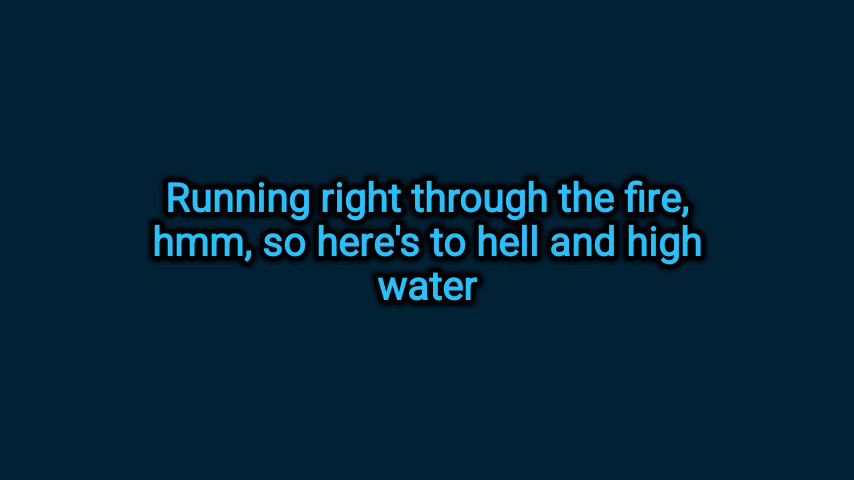 Running right through the fire,
hmm, so here's to hell and high
water